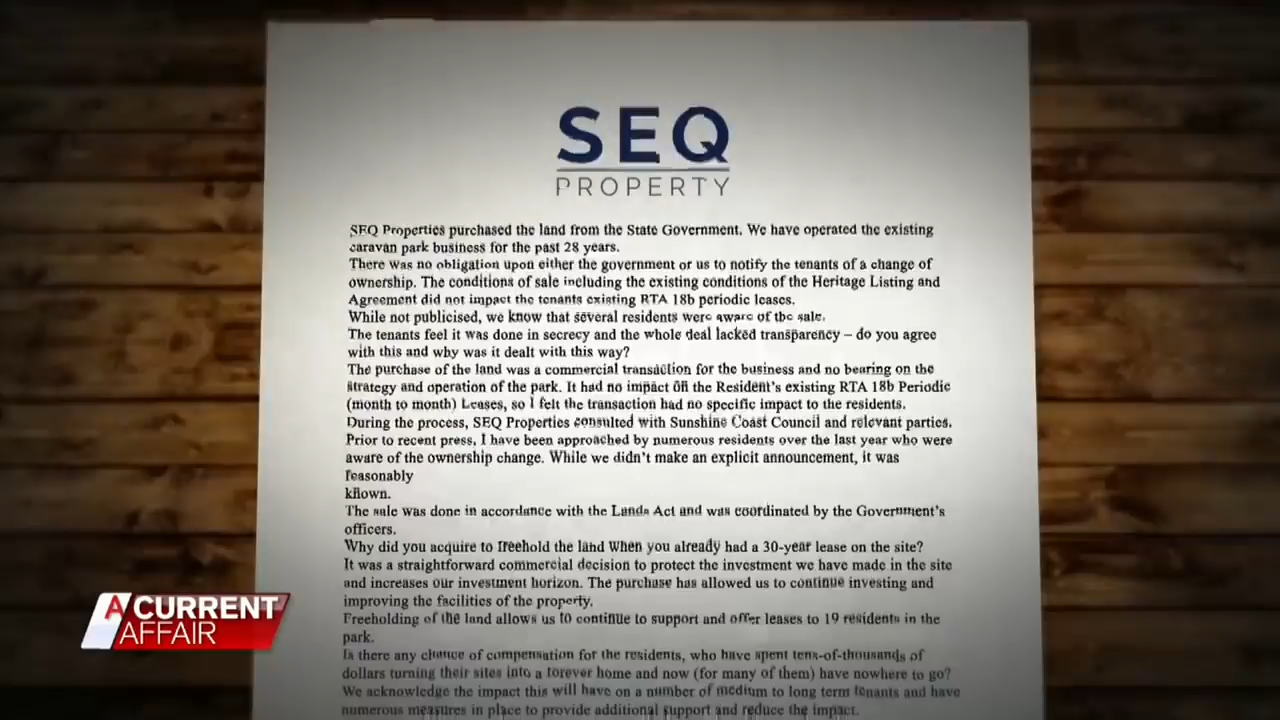 SEQ
PROPERTY
SEQ Properties purchased the land from the State Government. We have operated the existing
caravan park business for the past 28 years.
There was no obligation upon either the government or us to notify the tenants of a change of
ownership. The conditions of sale including the existing conditions of the Heritage Listing and
Agreement did not impact the tenants existing RTA 18b periodic leases.
While not publicised, we know that several residents were aware of the sale.
The tenants feel it was done in secrecy and the whole deal lacked transparency – do you agree
with this and why was it dealt with this way?
The purchase of the land was a commercial transaction for the business and no bearing on the
strategy and operation of the park. It had no impact on the Resident's existing RTA 18b Periodic
(month to month) Leases, so I felt the transaction had no specific impact to the residents.
During the process, SEQ Properties consulted with Sunshine Coast Council and relevant parties.
Prior to recent press, I have been approached by numerous residents over the last year who were
aware of the ownership change. While we didn't make an explicit announcement, it was
reasonably
known.
The sale was done in accordance with the Lands Act and was coordinated by the Government's
officers.
Why did you acquire to freehold the land When you already had a 30-year lease on the site?
It was a straightforward commercial decision to protect the investment we have made in the site
and increases our investment horizon. The purchase has allowed us to continue investing and
improving the facilities of the property.
Freeholding of the land allows us to continue to support and offer leases to 19 residents in the
park.
Is there any chance of compensation for the residents, who have spent tens-of-thousands of
dollars turning their sites into a forever home and now (for many of them) have nowhere to go?
We acknowledge the impact this will have on a number of medium to long term tenants and have
numerous measures in place to provide additional support and reduce the impact.
A CURRENT
AFFAIR